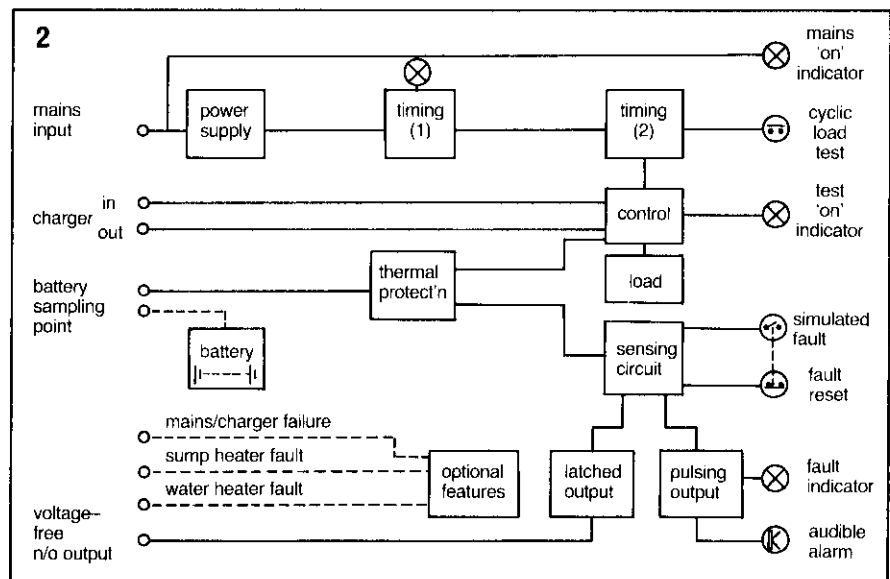 2
mains
'on'
indicator
mains
input
power
supply
timing
(1)
timing
(2)
cyclic
load
test
charger
in
out
control
test
'on'
indicator
battery
sampling
point
thermal
protect'n
load
battery
sensing
circuit
simulated
fault
fault
reset
mains/charger failure
sump heater fault
water heater fault
optional
features
latched
output
pulsing
output
fault
indicator
voltage–
free
n/o output
audible
alarm